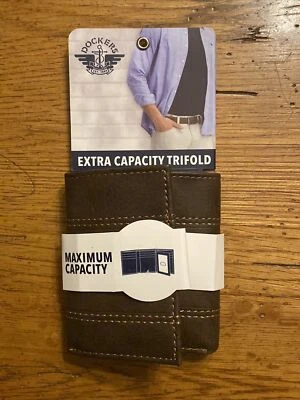 DOCKERS
EXTRA CAPACITY TRIFOLD
MAXIMUM
CAPACITY